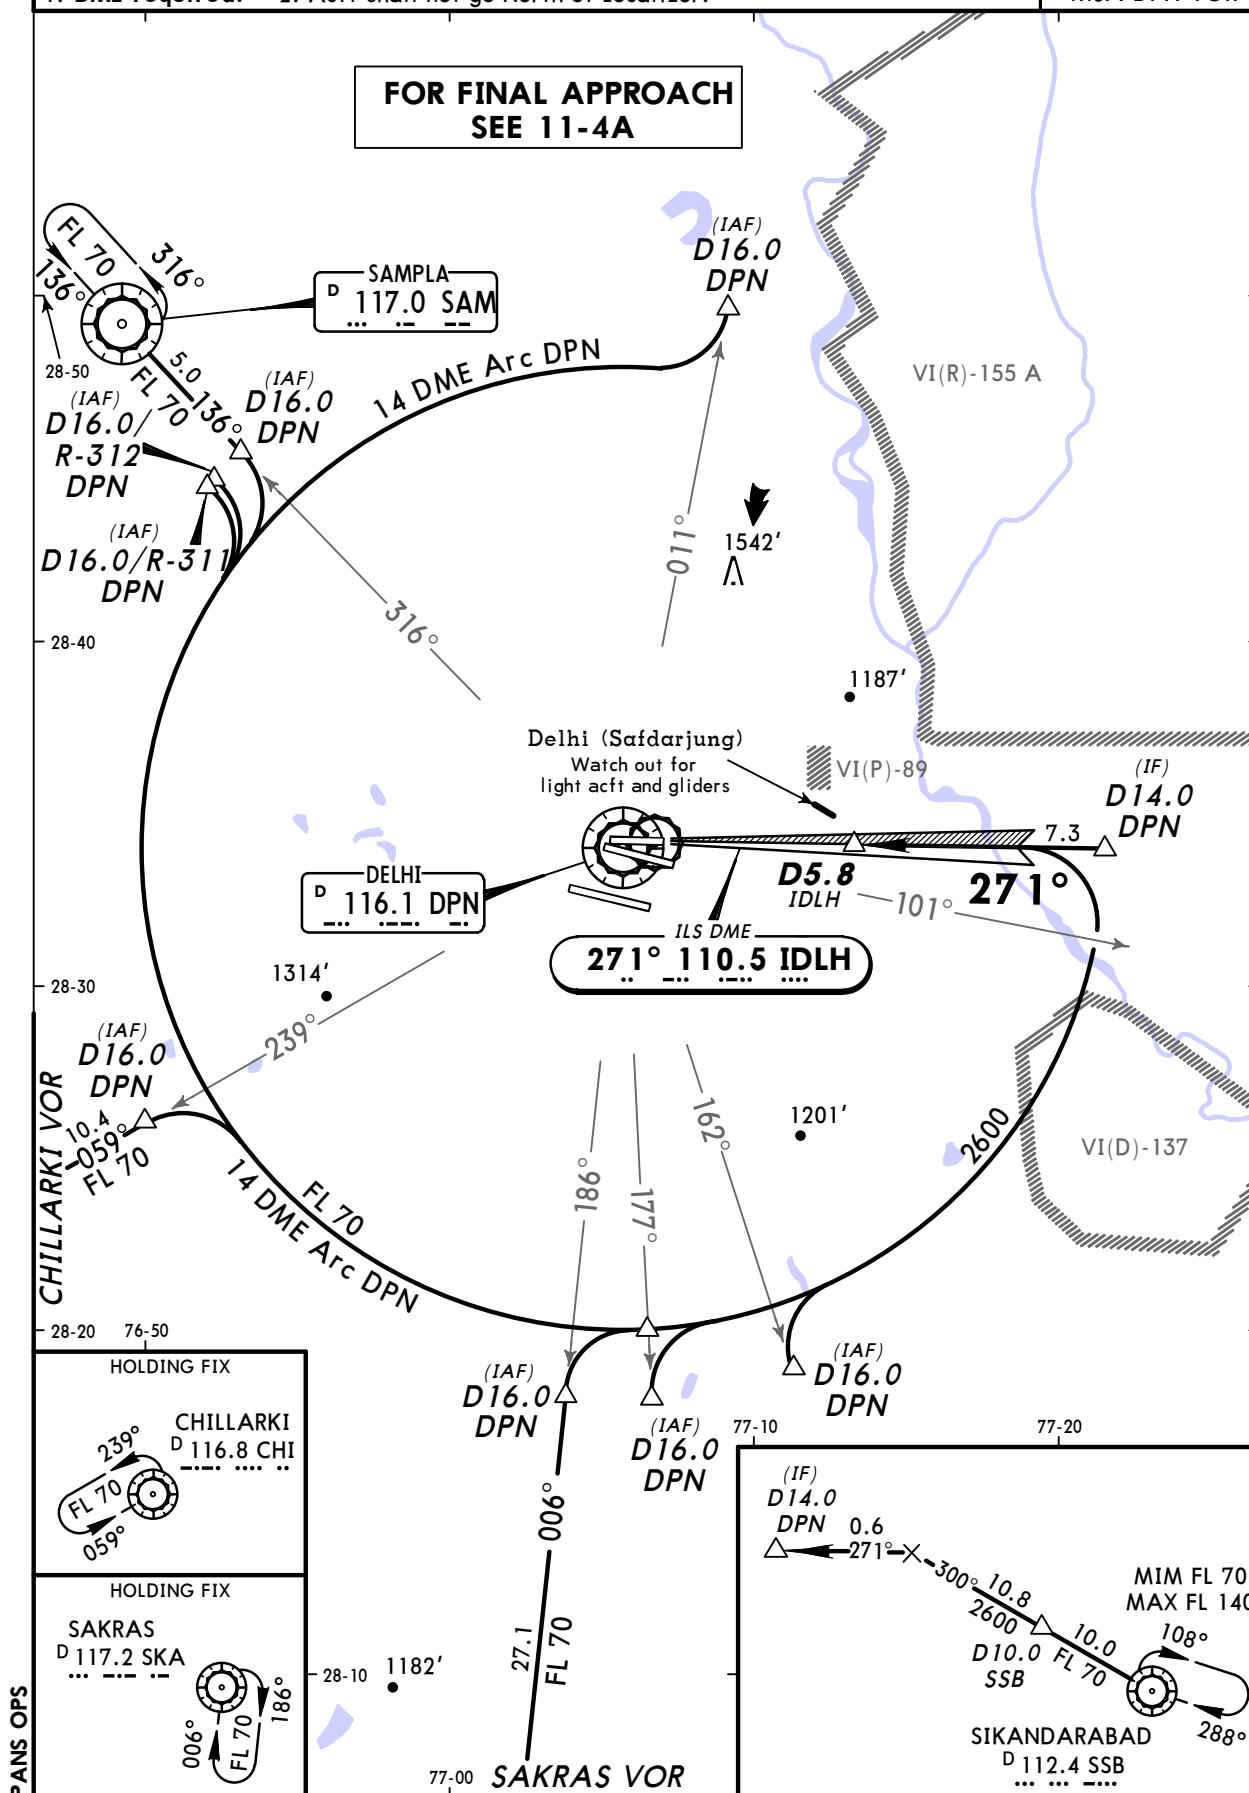 FOR FINAL APPROACH
SEE 11-4A
(IAF)
D16.0
DPN
FL 70
316°
136°
SAMPLA
D 117.0 SAM
28-50
5.0
FL 70
136°
(IAF)
D16.0
DPN
14 DME Arc DPN
VI(R)-155 A
(IAF)
D16.0/
R-312
DPN
(IAF)
D16.0/R-311
DPN
011°
1542'
316°
28-40
1187'
Delhi (Safdarjung)
Watch out for
light acft and gliders
VI(P)-89
(IF)
D14.0
DPN
7.3
D5.8
IDLH
271°
101°
DELHI
D 116.1 DPN
ILS DME
271° 110.5 IDLH
1314'
28-30
239°
(IAF)
D16.0
DPN
CHILLARKI VOR
10.4
059°
FL 70
162°
1201'
2600
VI(D)-137
186°
177°
FL 70
14 DME Arc DPN
28-20
76-50
(IAF)
D16.0
DPN
(IAF)
D16.0
DPN
(IAF)
D16.0
DPN
77-10
77-20
HOLDING FIX
CHILLARKI
D 116.8 CHI
239°
FL 70
059°
006°
27.1
FL 70
HOLDING FIX
SAKRAS
D 117.2 SKA
006°
FL 70
186°
28-10
1182'
77-00
SAKRAS VOR
(IF)
D14.0
DPN
0.6
271°
300°
10.8
2600
D10.0
SSB
10.0
FL 70
MIM FL 70
MAX FL 140
108°
288°
SIKANDARABAD
D 112.4 SSB
PANS OPS